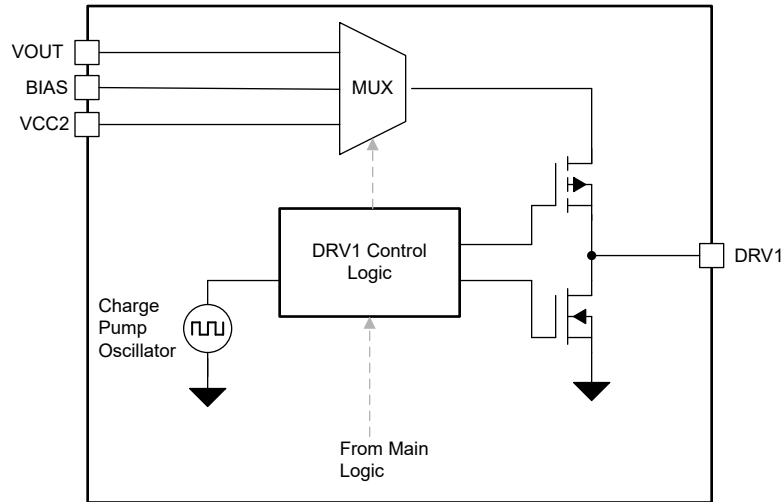 VOUT
BIAS
VCC2
MUX
DRV1 Control
Logic
DRV1
Charge
Pump
Oscillator
From Main
Logic